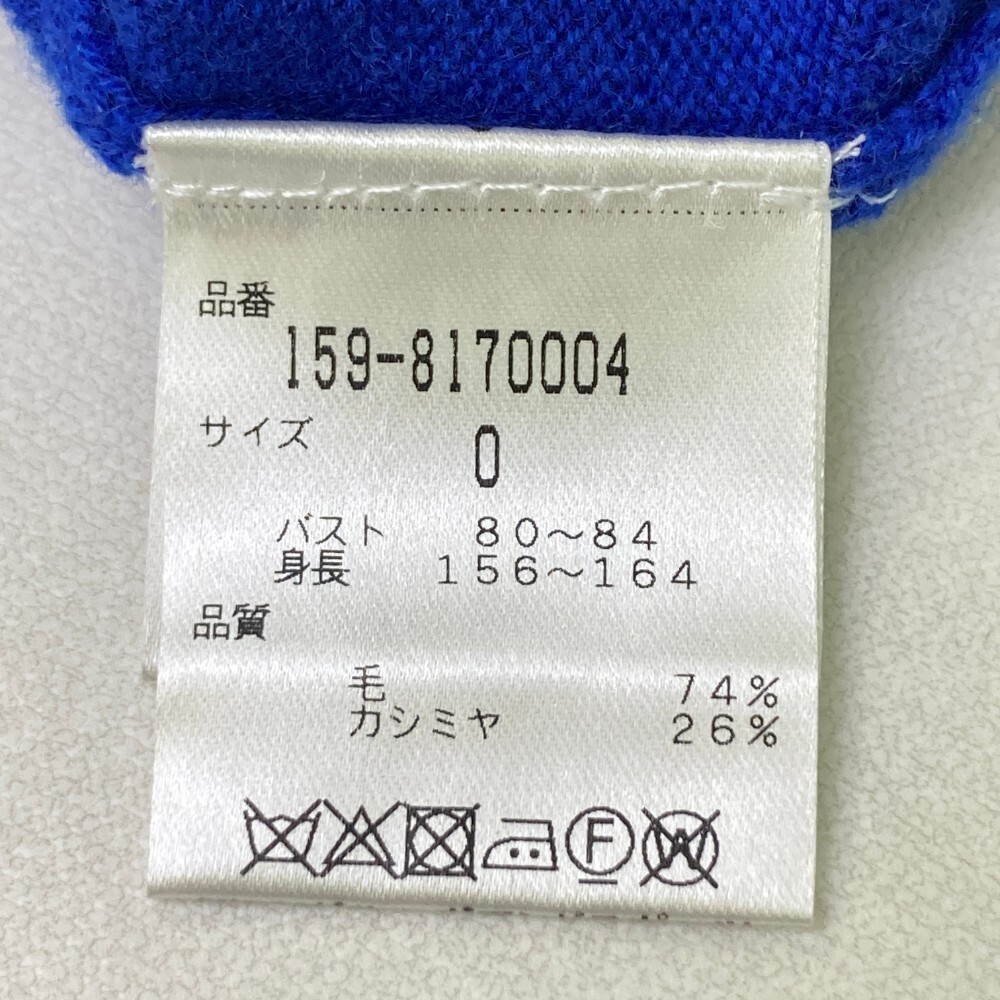 品番
159-8170004
サイズ 0
バスト 80～84
身長 156～164
品質
毛 74%
カシミヤ 26%
F W